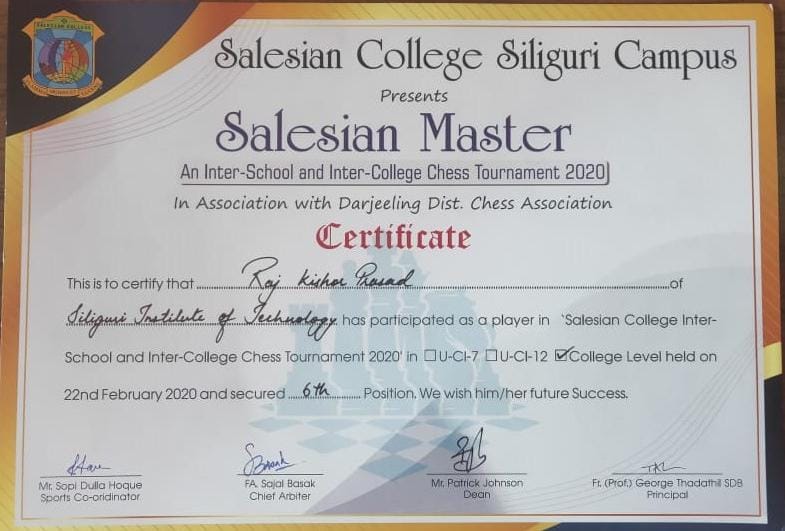 SALESIAN COLLEGE
Salesian College Siliguri Campus
Presents
Salesian Master
An Inter-School and Inter-College Chess Tournament 2020
In Association with Darjeeling Dist. Chess Association
Certificate
This is to certify that Raj Kishor Prasad of
Siliguri Institute of Technology has participated as a player in 'Salesian College Inter-
School and Inter-College Chess Tournament 2020' in ☐U-Cl-7 ☐U-Cl-12 ☑College Level held on
22nd February 2020 and secured 6th Position. We wish him/her future Success.
Mr. Sopi Dulla Hoque
Sports Co-oridinator
SBasak
FA. Sajal Basak
Chief Arbiter
Mr. Patrick Johnson
Dean
Fr. (Prof.) George Thadathil SDB
Principal